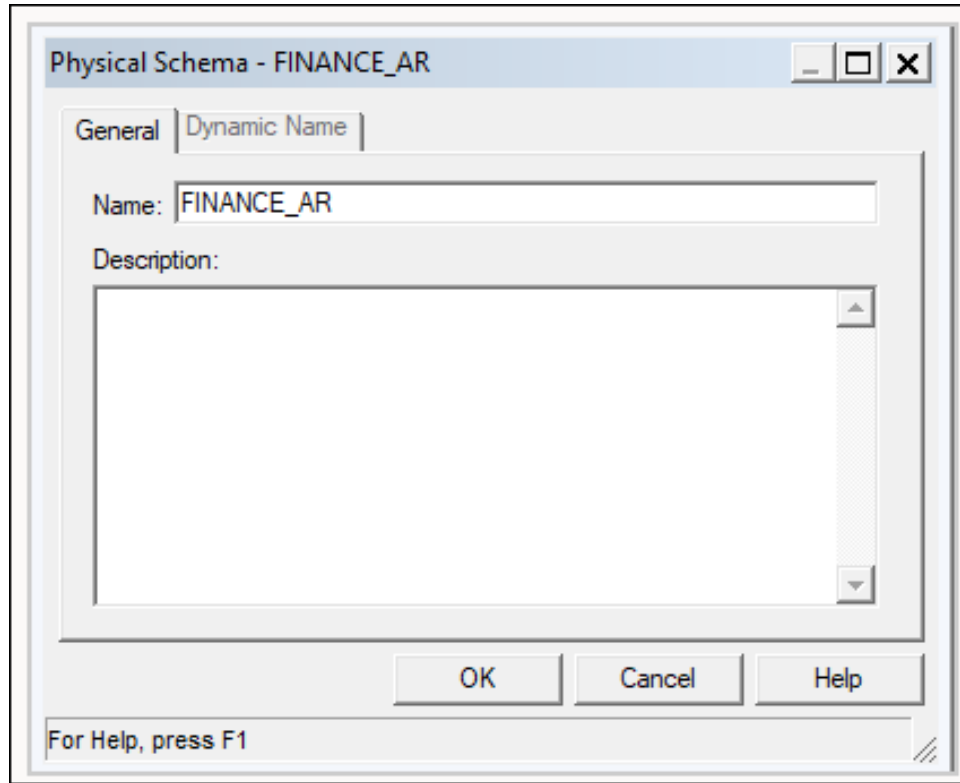 Physical Schema - FINANCE_AR
General Dynamic Name
Name: FINANCE_AR
Description:
OK Cancel Help
For Help, press F1